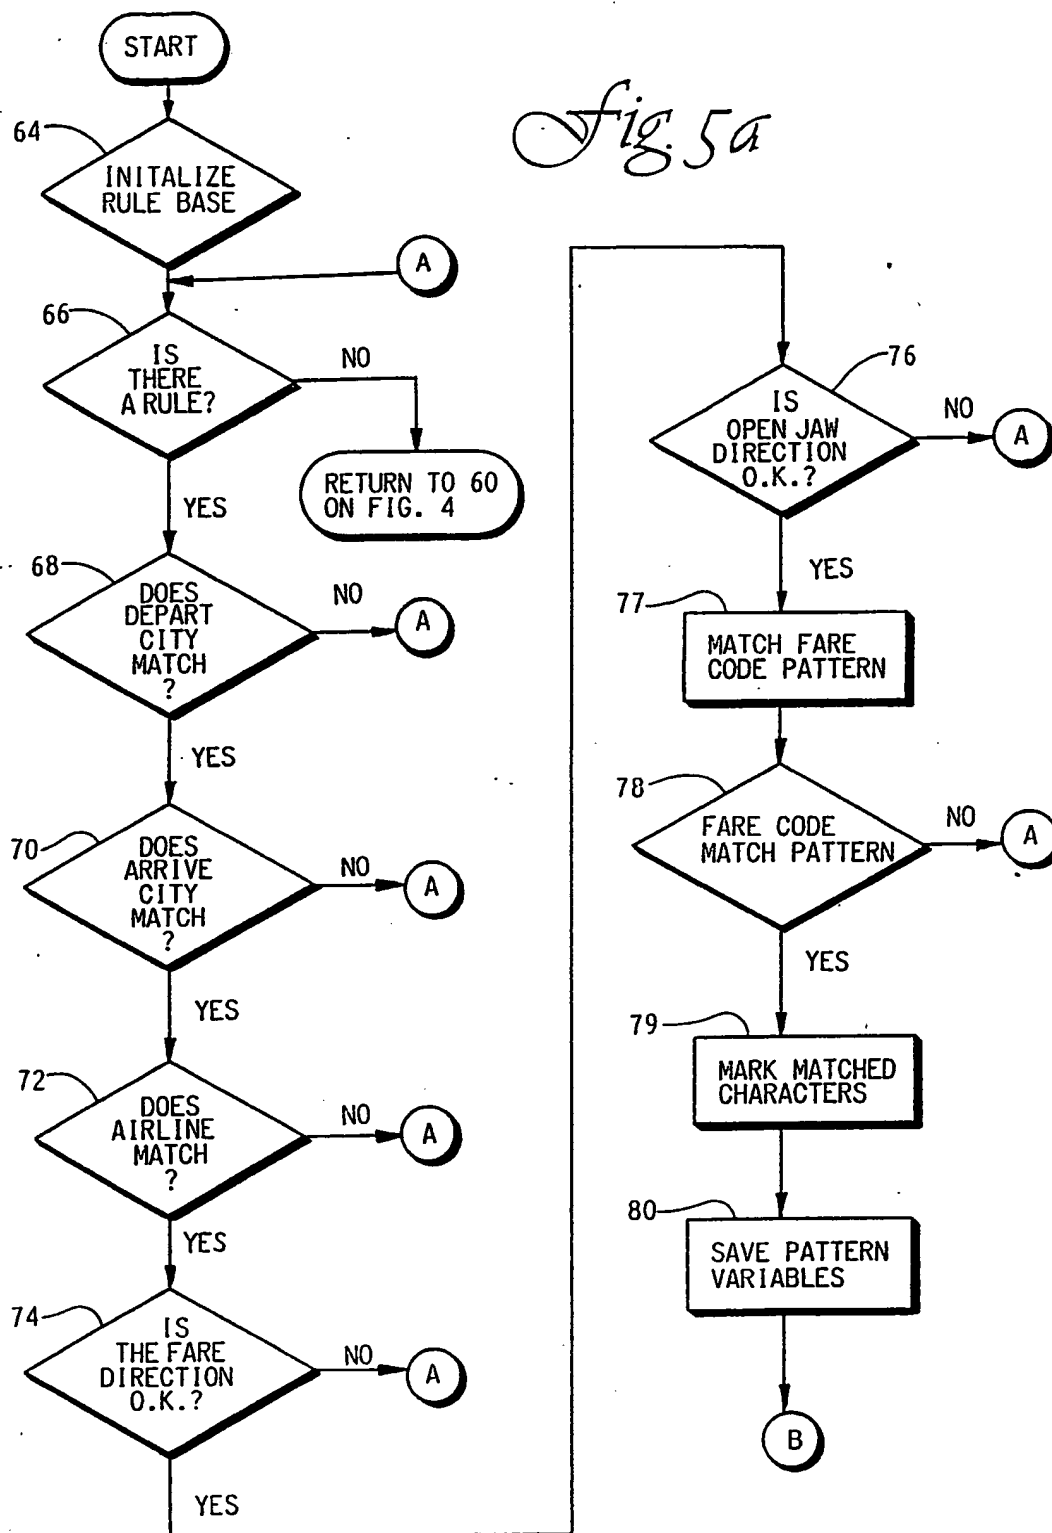 START
Fig. 5a
64
INITALIZE
RULE BASE
A
66
IS
THERE
A RULE?
NO
RETURN TO 60
ON FIG. 4
YES
68
DOES
DEPART
CITY
MATCH
?
NO
A
YES
70
DOES
ARRIVE
CITY
MATCH
?
NO
A
YES
72
DOES
AIRLINE
MATCH
?
NO
A
YES
74
IS
THE FARE
DIRECTION
O.K.?
NO
A
YES
76
IS
OPEN JAW
DIRECTION
O.K.?
NO
A
YES
77
MATCH FARE
CODE PATTERN
78
FARE CODE
MATCH PATTERN
NO
A
YES
79
MARK MATCHED
CHARACTERS
80
SAVE PATTERN
VARIABLES
B